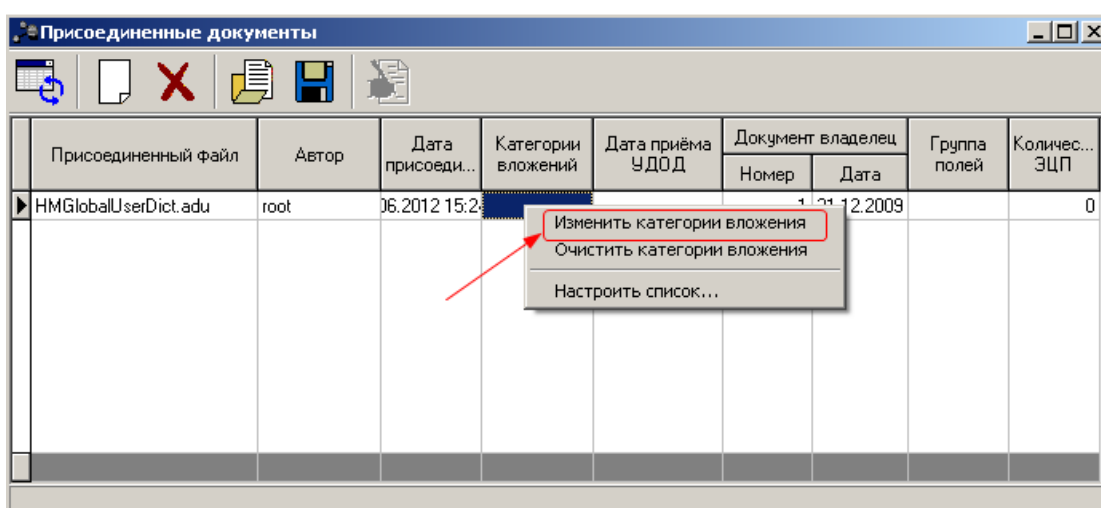 Присоединенные документы
Присоединенный файл
Автор
Дата
присоеди...
Категории
вложений
Дата приёма
УДОД
Документ владелец
Номер
Дата
Группа
полей
Количес...
ЭЦП
HMGlobalUserDict.adu root 06.2012 15:2 1 31.12.2009 0
Изменить категории вложения
Очистить категории вложения
Настроить список...